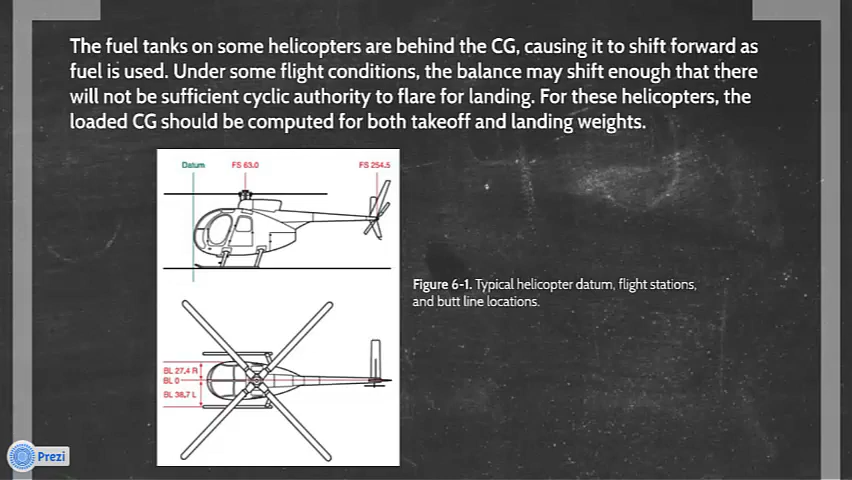 The fuel tanks on some helicopters are behind the CG, causing it to shift forward as
fuel is used. Under some flight conditions, the balance may shift enough that there
will not be sufficient cyclic authority to flare for landing. For these helicopters, the
loaded CG should be computed for both takeoff and landing weights.
Datum FS 63.0 FS 254.5
Figure 6-1. Typical helicopter datum, flight stations,
and butt line locations.
BL 27.4 R
BL 0
BL 38.7 L
Prezi